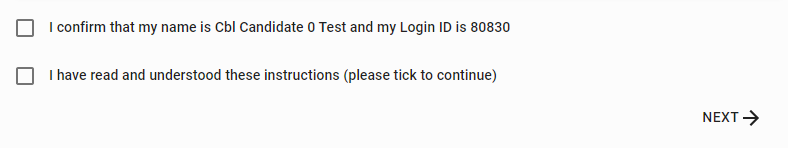 I confirm that my name is Cbl Candidate 0 Test and my Login ID is 80830
I have read and understood these instructions (please tick to continue)
NEXT